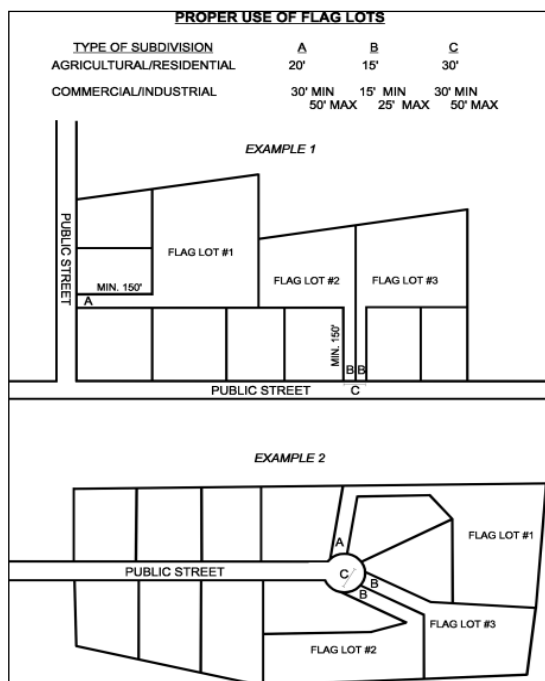 PROPER USE OF FLAG LOTS
TYPE OF SUBDIVISION A B C
AGRICULTURAL/RESIDENTIAL 20' 15' 30'
COMMERCIAL/INDUSTRIAL 30' MIN 15' MIN 30' MIN
50' MAX 25' MAX 50' MAX
EXAMPLE 1
PUBLIC STREET
FLAG LOT #1
FLAG LOT #2
FLAG LOT #3
MIN. 150'
A
MIN. 150'
B B
C
PUBLIC STREET
EXAMPLE 2
FLAG LOT #1
A
PUBLIC STREET
C
B
B
FLAG LOT #3
FLAG LOT #2